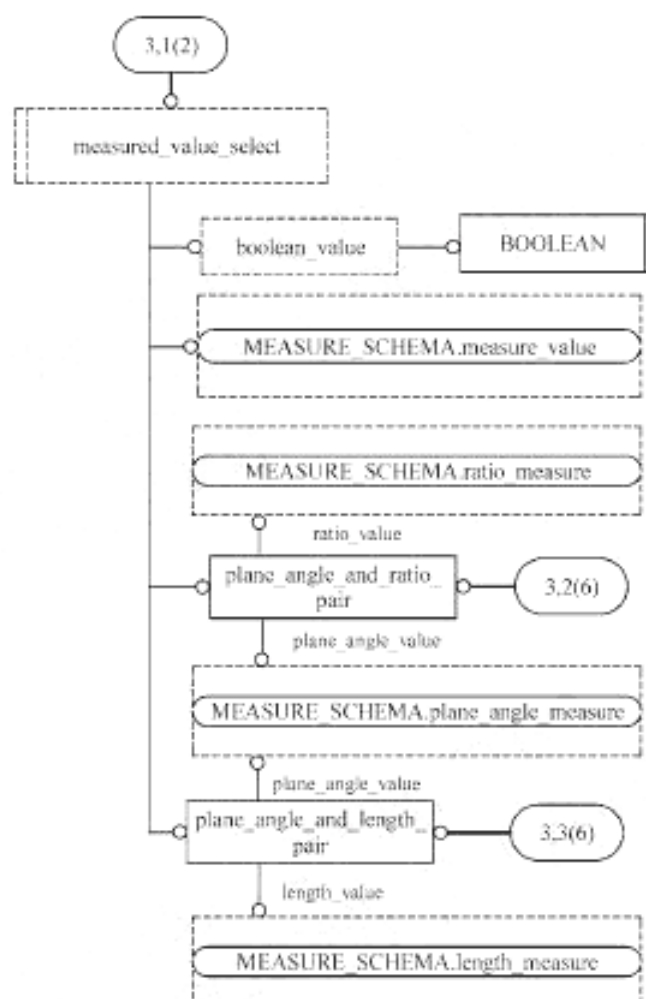 3,1(2)
measured_value_select
boolean_value
BOOLEAN
MEASURE_SCHEMA.measure_value
MEASURE_SCHEMA.ratio_measure
ratio_value
plane_angle_and_ratio_
pair
3,2(6)
plane_angle_value
MEASURE_SCHEMA.plane_angle_measure
plane_angle_value
plane_angle_and_length_
pair
3,3(6)
length_value
MEASURE_SCHEMA.length_measure